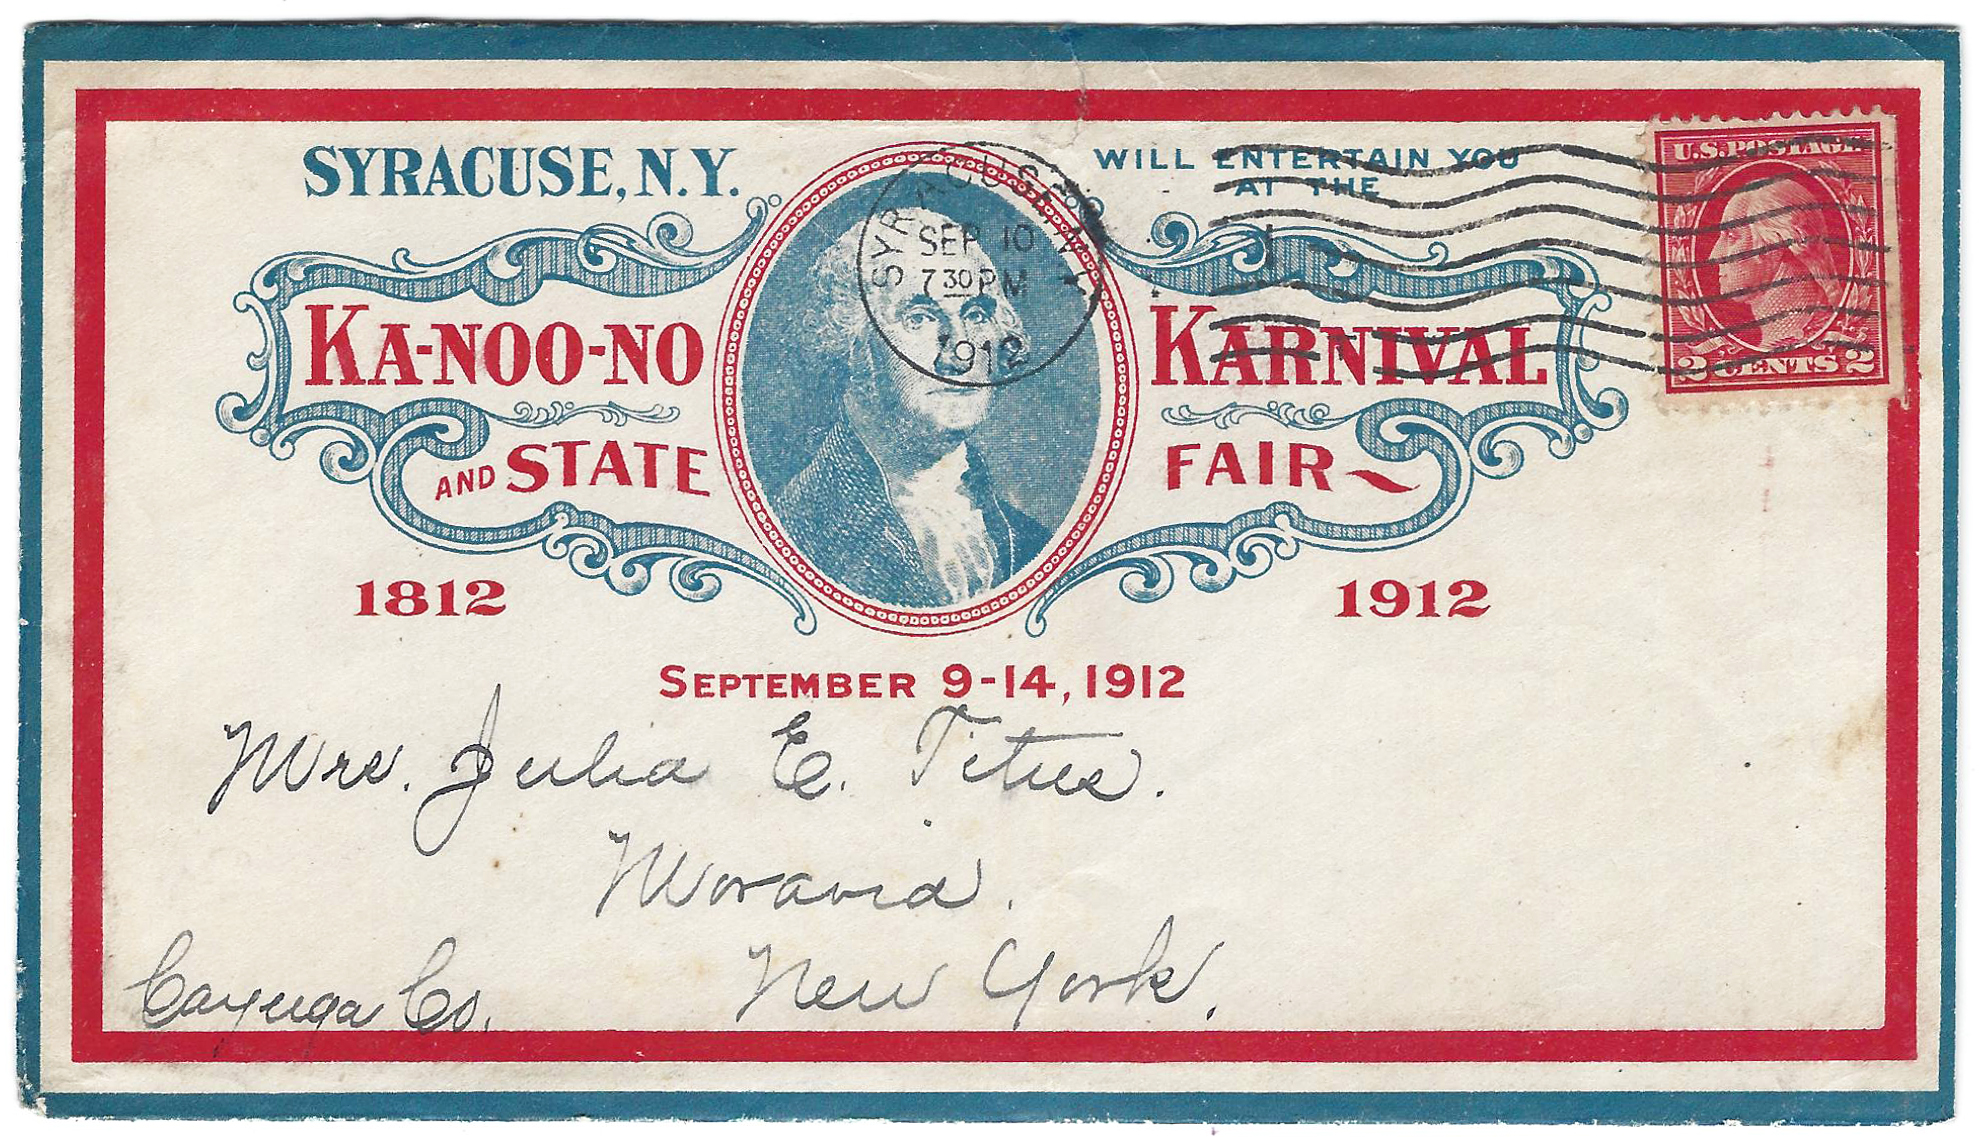 SYRACUSE, N.Y.
WILL ENTERTAIN YOU
AT THE
KA-NOO-NO KARNIVAL
AND STATE FAIR
1812 1912
SEPTEMBER 9-14, 1912
SYRACUSE, N.Y.
SEP 10
7 30 PM
1912
U.S. POSTAGE
2 CENTS 2
Mrs. Julia E. Titus.
Moravia.
New York.
Cayuga Co.